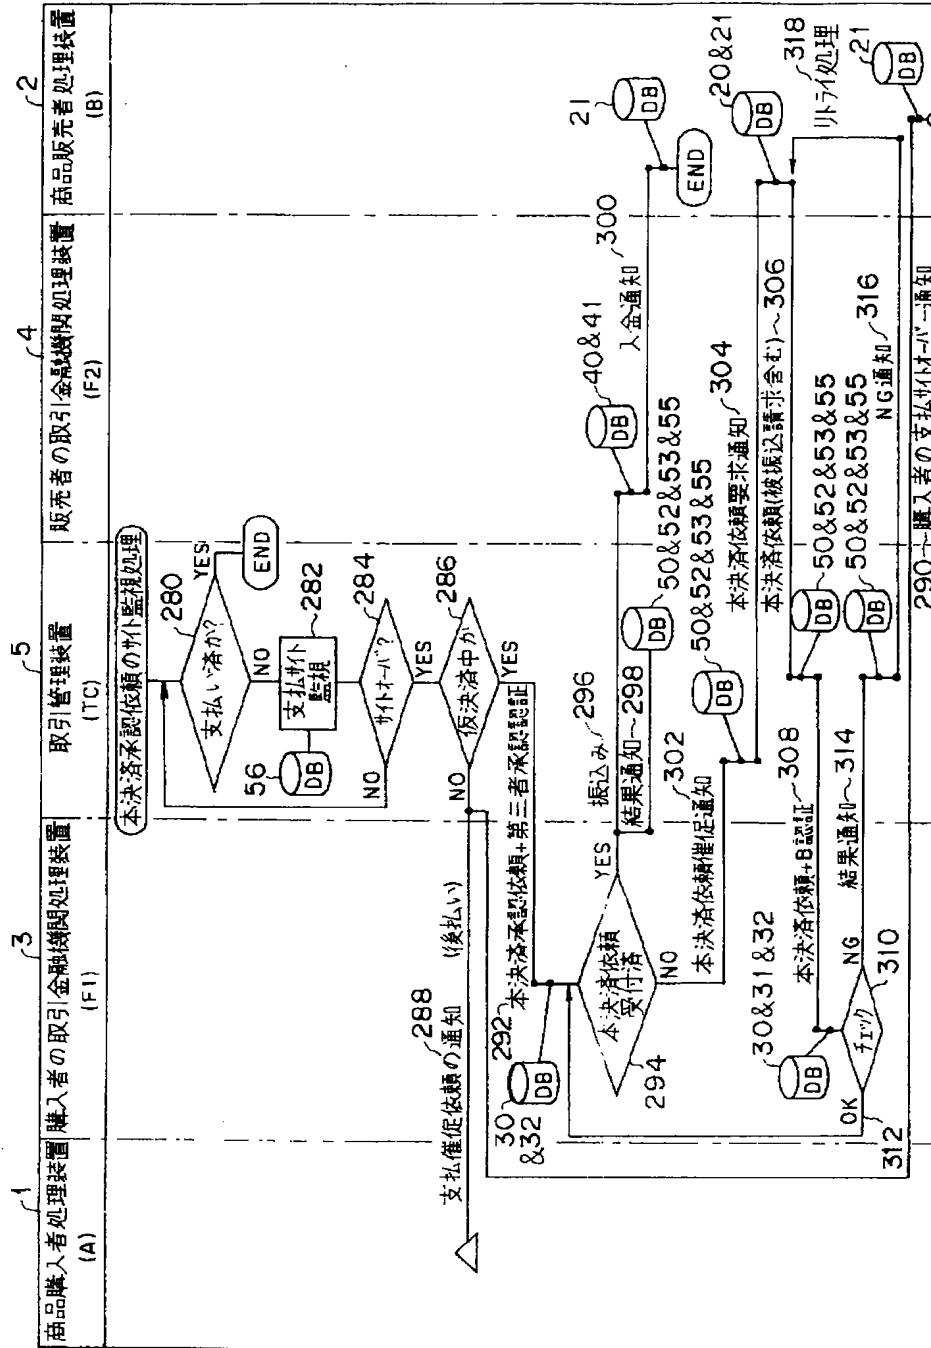 1
商品購入者処理装置
(A)
3
購入者の取引金融機関処理装置
(F1)
5
取引管理装置
(TC)
4
販売者の取引金融機関処理装置
(F2)
2
商品販売者処理装置
(B)
本決済承認依頼のサイト監視処理
支払い済か?
280
YES
END
NO
支払サイト
監視
282
56
DB
サイトオーバ?
284
NO
YES
仮決済中か
286
NO
YES
支払催促依頼の通知
288
(後払い)
292
本決済承認依頼+第三者承認認証
30
&32
DB
本決済依頼
受付済
294
YES
NO
振込み
296
結果通知~298
DB
50&52&53&55
DB
40&41
入金通知
300
21
DB
END
本決済依頼催促通知
302
DB
50&52&53&55
本決済依頼要求通知
304
DB
20&21
本決済依頼(被振込請求含む)~306
DB
50&52&53&55
本決済依頼+B認証
308
DB
30&31&32
チェック
310
OK
312
NG
結果通知~314
DB
50&52&53&55
NG通知
316
リトライ処理
318
290~購入者の支払サイトオーバー通知
DB
21